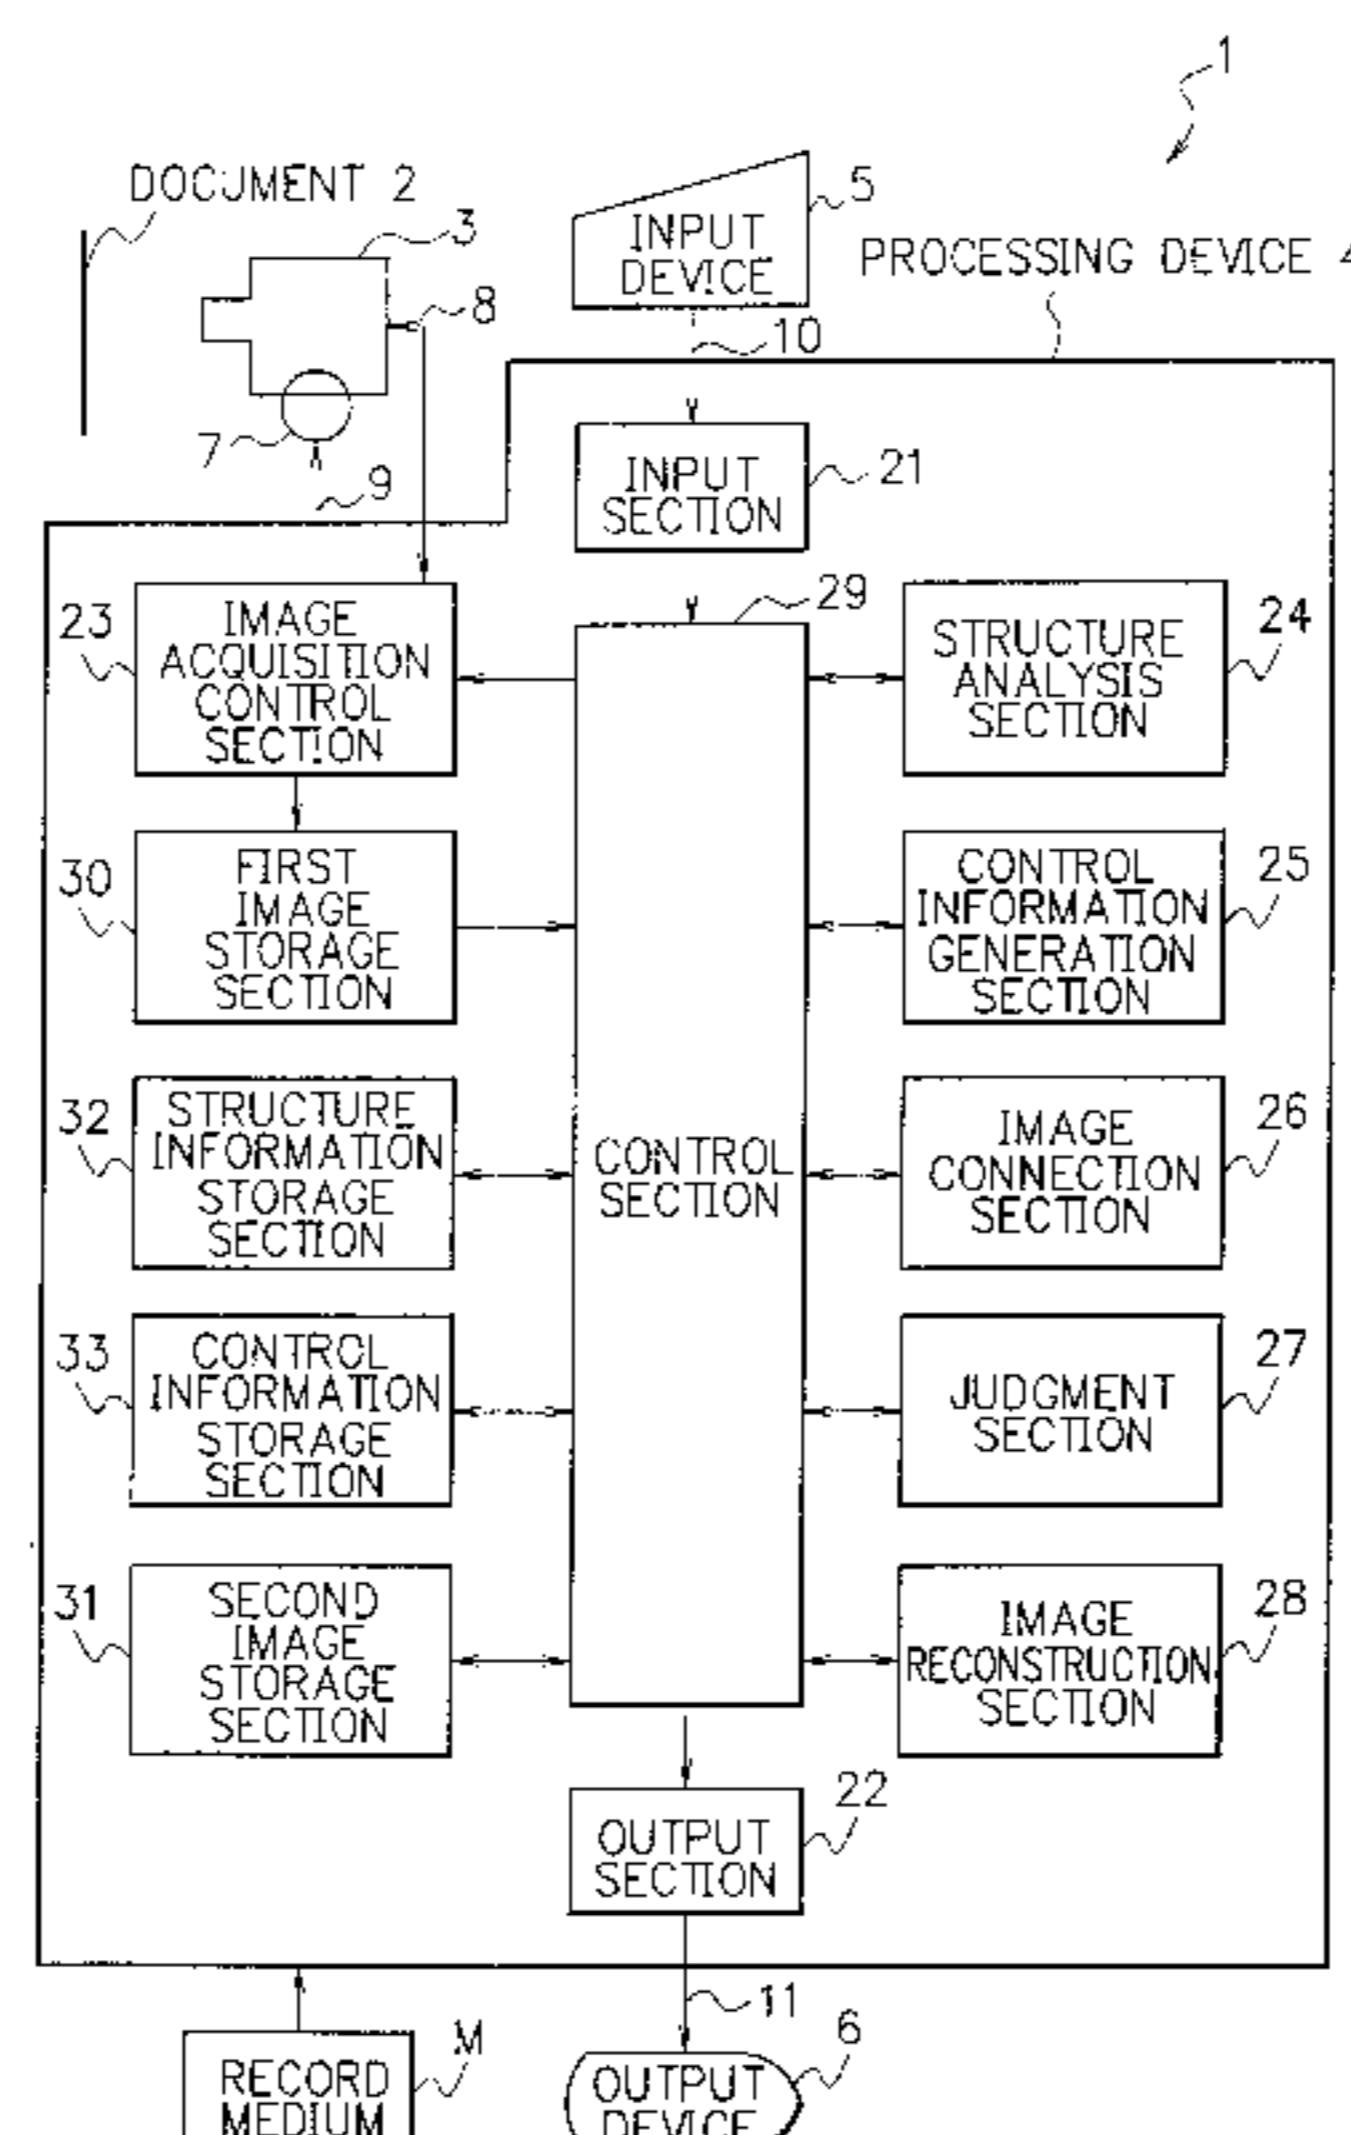 1
DOCUMENT 2
3
8
7
9
INPUT
DEVICE
5
10
PROCESSING DEVICE 4
INPUT
SECTION
21
23
IMAGE
ACQUISITION
CONTROL
SECTION
29
STRUCTURE
ANALYSIS
SECTION
24
30
FIRST
IMAGE
STORAGE
SECTION
CONTROL
INFORMATION
GENERATION
SECTION
25
32
STRUCTURE
INFORMATION
STORAGE
SECTION
CONTROL
SECTION
IMAGE
CONNECTION
SECTION
26
33
CONTROL
INFORMATION
STORAGE
SECTION
JUDGMENT
SECTION
27
31
SECOND
IMAGE
STORAGE
SECTION
IMAGE
RECONSTRUCTION
SECTION
28
OUTPUT
SECTION
22
11
RECORD
MEDIUM
M
OUTPUT
DEVICE
6